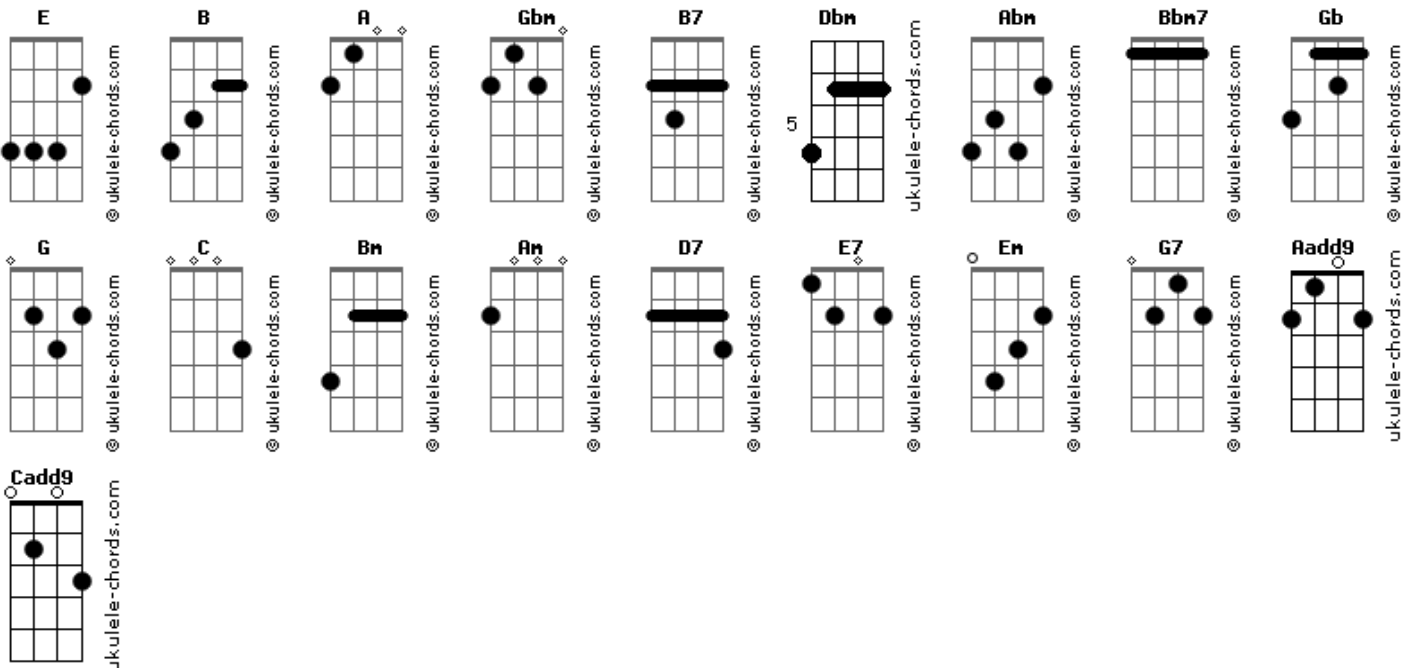 E B A Gbm B7 Dbm Abm Bbm7 Gb
© ukulele-chords.com © ukulele-chords.com © ukulele-chords.com © ukulele-chords.com © ukulele-chords.com 5 ukulele-chords.com © ukulele-chords.com © ukulele-chords.com © ukulele-chords.com
G C Bm Am D7 E7 Em G7 Aadd9
© ukulele-chords.com © ukulele-chords.com © ukulele-chords.com © ukulele-chords.com © ukulele-chords.com © ukulele-chords.com © ukulele-chords.com © ukulele-chords.com ukulele-chords.com
Cadd9
ukulele-chords.com